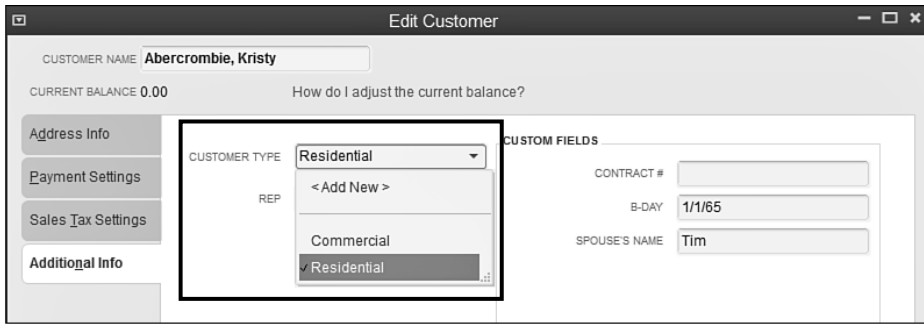 Edit Customer
CUSTOMER NAME Abercrombie, Kristy
CURRENT BALANCE 0.00 How do I adjust the current balance?
Address Info
Payment Settings
Sales Tax Settings
Additional Info
CUSTOMER TYPE Residential
< Add New >
REP
Commercial
Residential
CUSTOM FIELDS
CONTRACT #
B-DAY 1/1/65
SPOUSE'S NAME Tim